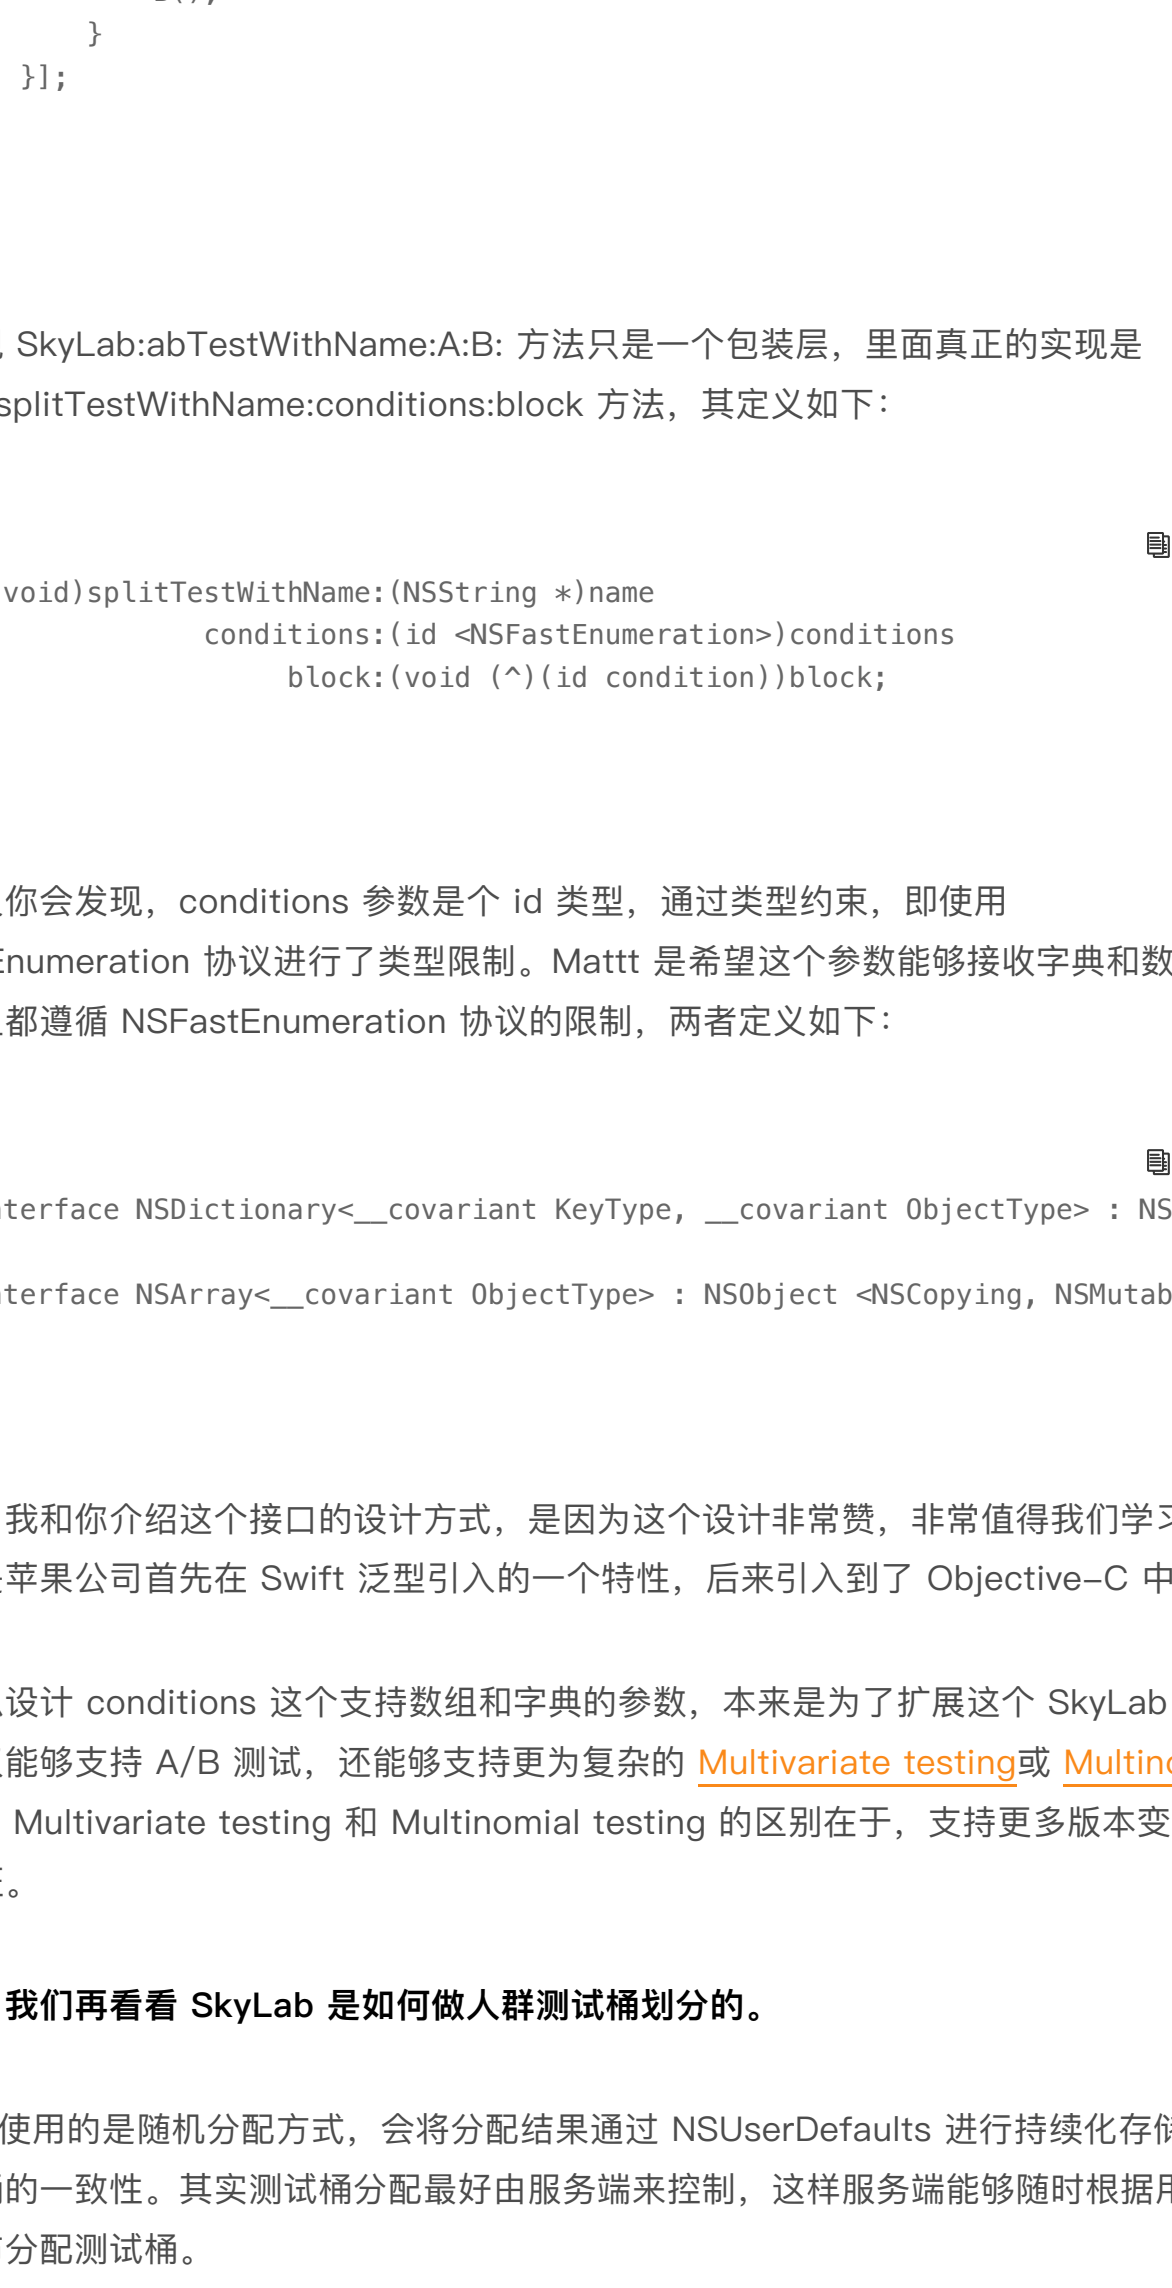 }
}];
SkyLab:abTestWithName:A:B: 方法只是一个包装层，里面真正的实现是
splitTestWithName:conditions:block 方法，其定义如下：
void)splitTestWithName:(NSString *)name
conditions:(id <NSFastEnumeration>)conditions
block:(void (^)(id condition))block;
你会发现，conditions 参数是个 id 类型，通过类型约束，即使用
Enumeration 协议进行了类型限制。Mattt 是希望这个参数能够接收字典和数
都遵循 NSFastEnumeration 协议的限制，两者定义如下：
nterface NSDictionary<__covariant KeyType, __covariant ObjectType> : NS
nterface NSArray<__covariant ObjectType> : NSObject <NSCopying, NSMutab
我和你介绍这个接口的设计方式，是因为这个设计非常赞，非常值得我们学习
苹果公司首先在 Swift 泛型引入的一个特性，后来引入到了 Objective-C 中
设计 conditions 这个支持数组和字典的参数，本来是为了扩展这个 SkyLab
能够支持 A/B 测试，还能够支持更为复杂的 Multivariate testing或 Multino
Multivariate testing 和 Multinomial testing 的区别在于，支持更多版本变
。
我们再看看 SkyLab 是如何做人群测试桶划分的。
使用的是随机分配方式，会将分配结果通过 NSUserDefaults 进行持续化存储
的一致性。其实测试桶分配最好由服务端来控制，这样服务端能够随时根据用
分配测试桶。